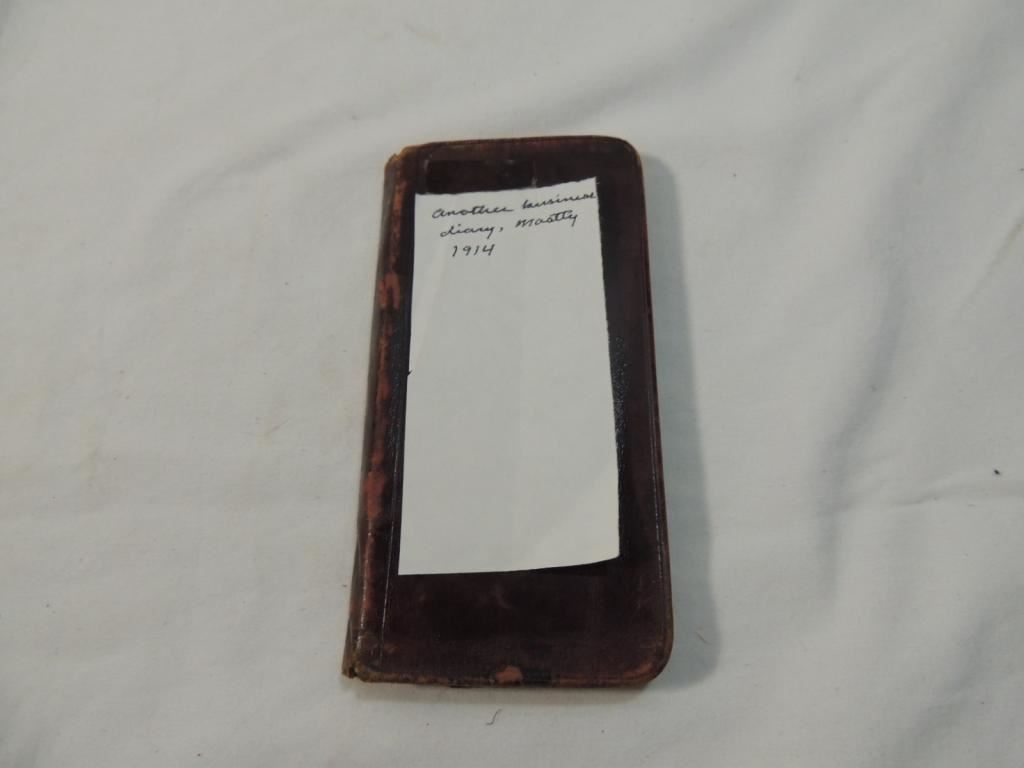 Another business
diary, Mostly
1914